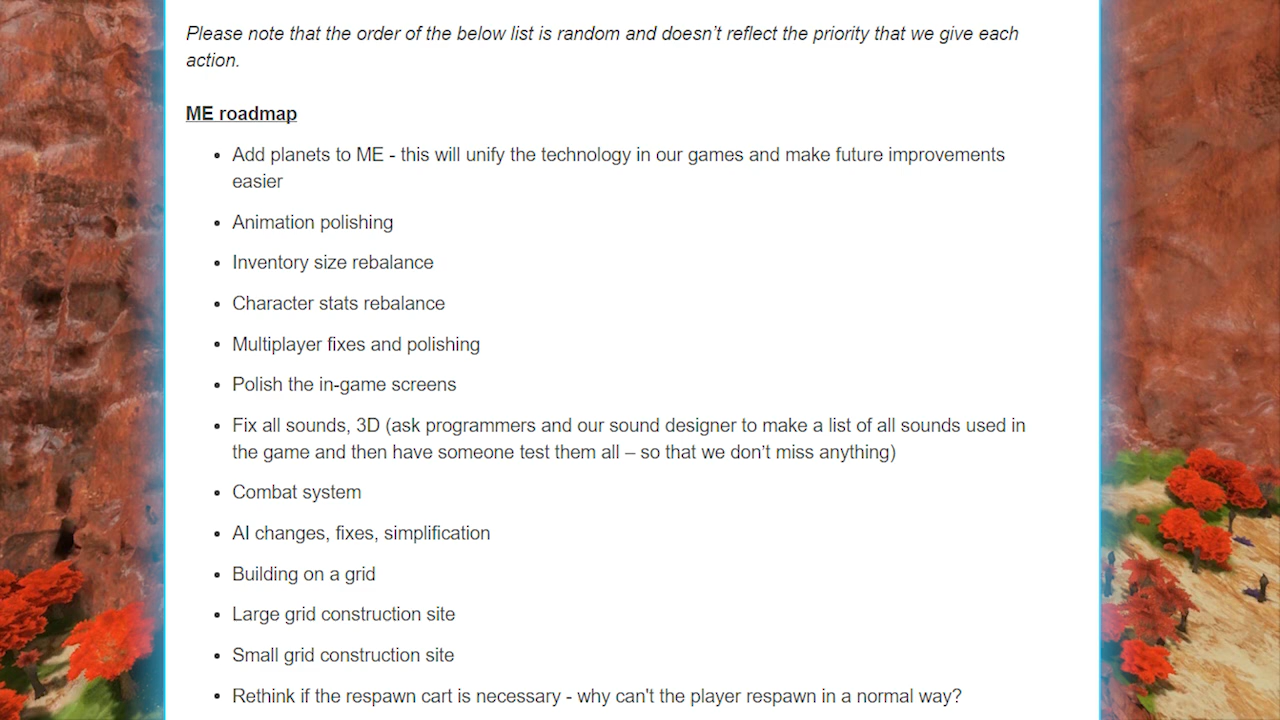 Please note that the order of the below list is random and doesn’t reflect the priority that we give each
action.
ME roadmap
• Add planets to ME - this will unify the technology in our games and make future improvements
easier
• Animation polishing
• Inventory size rebalance
• Character stats rebalance
• Multiplayer fixes and polishing
• Polish the in-game screens
• Fix all sounds, 3D (ask programmers and our sound designer to make a list of all sounds used in
the game and then have someone test them all – so that we don’t miss anything)
• Combat system
• AI changes, fixes, simplification
• Building on a grid
• Large grid construction site
• Small grid construction site
• Rethink if the respawn cart is necessary - why can't the player respawn in a normal way?